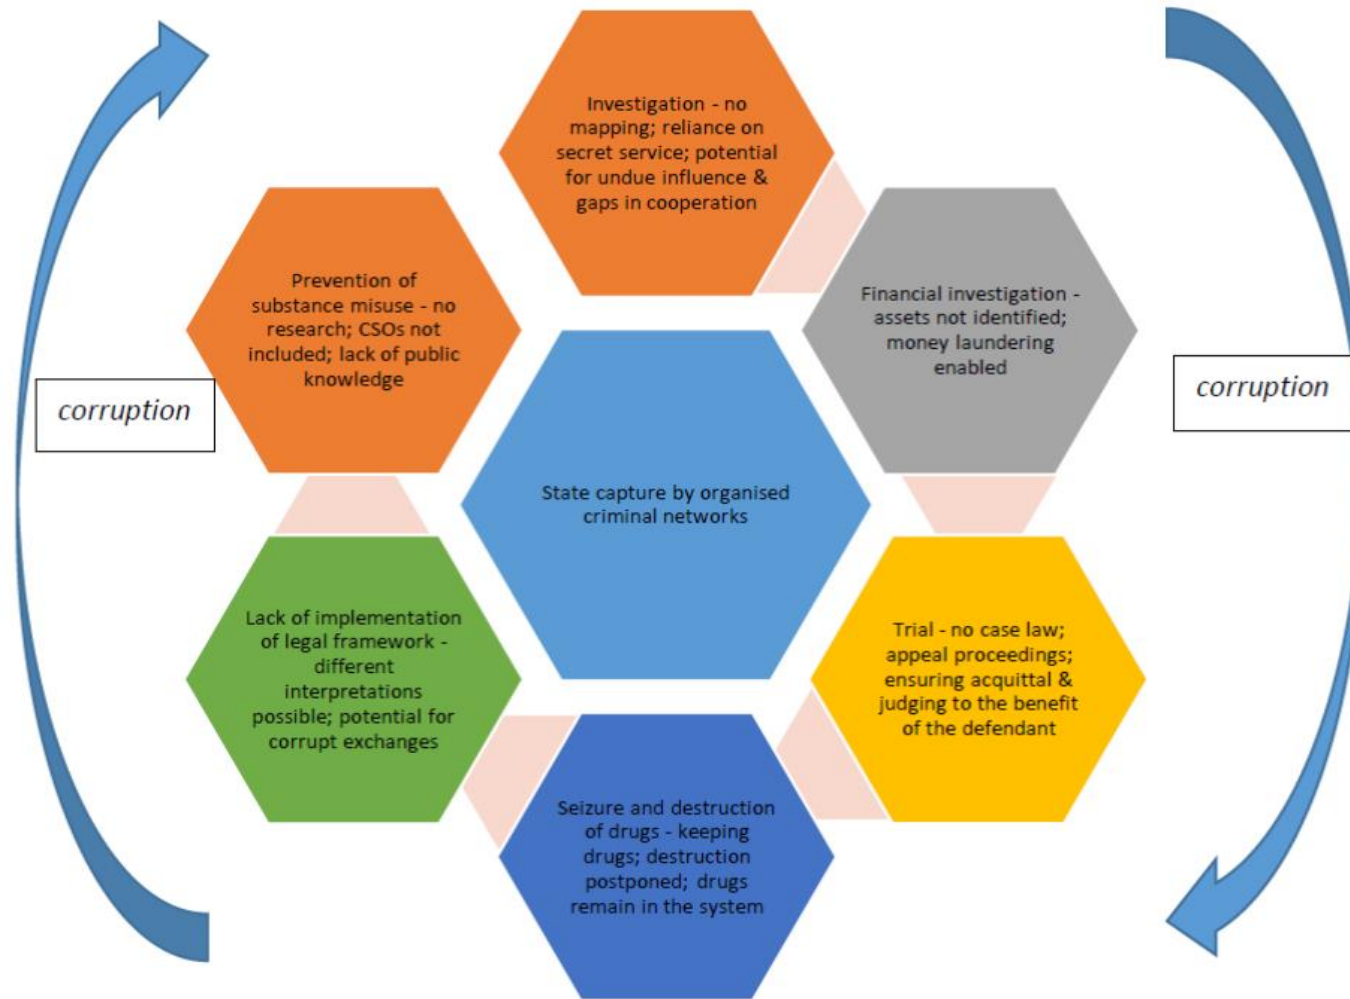 Investigation - no
mapping; reliance on
secret service; potential
for undue influence &
gaps in cooperation
Prevention of
substance misuse - no
research; CSOs not
included; lack of public
knowledge
Financial investigation -
assets not identified;
money laundering
enabled
corruption
corruption
State capture by organised
criminal networks
Lack of implementation
of legal framework -
different
interpretations
possible; potential for
corrupt exchanges
Trial - no case law;
appeal proceedings;
ensuring acquittal &
judging to the benefit
of the defendant
Seizure and destruction
of drugs - keeping
drugs; destruction
postponed; drugs
remain in the system